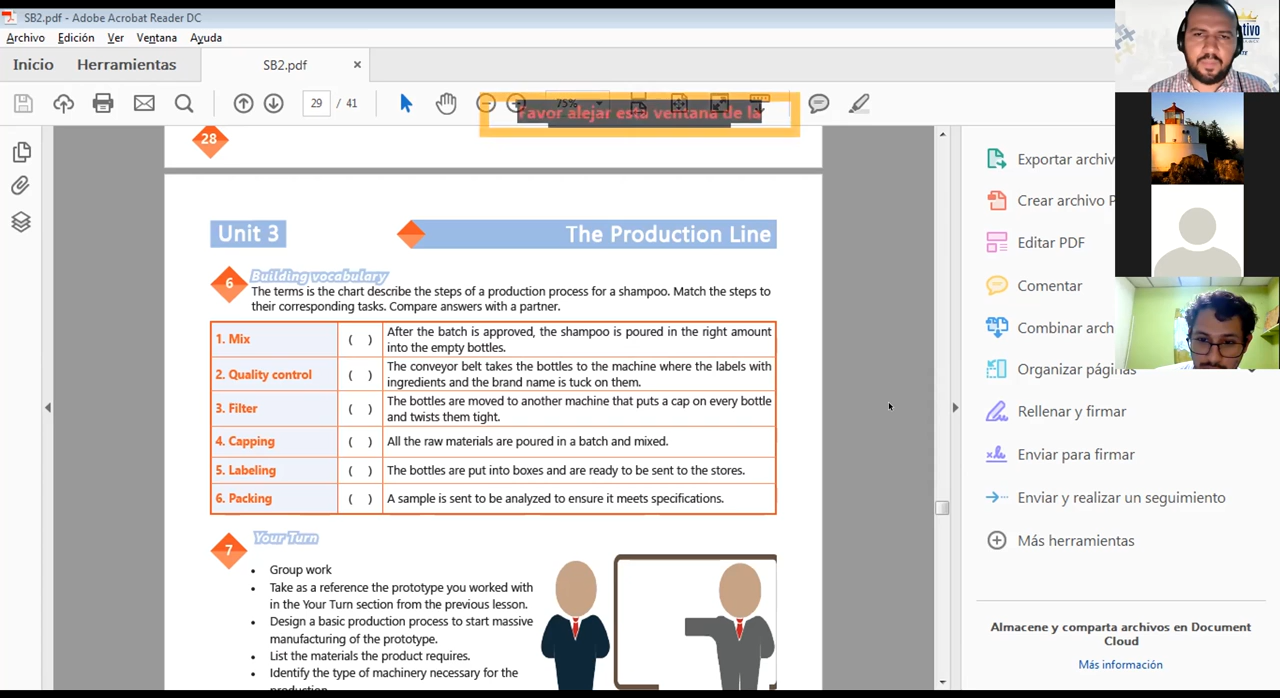 SB2.pdf - Adobe Acrobat Reader DC
Archivo Edición Ver Ventana Ayuda
Inicio Herramientas SB2.pdf ×
29 / 41 75%
Favor alejar esta ventana de la
28
Unit 3 The Production Line
6 Building vocabulary
The terms is the chart describe the steps of a production process for a shampoo. Match the steps to
their corresponding tasks. Compare answers with a partner.
1. Mix ( ) After the batch is approved, the shampoo is poured in the right amount
into the empty bottles.
2. Quality control ( ) The conveyor belt takes the bottles to the machine where the labels with
ingredients and the brand name is tuck on them.
3. Filter ( ) The bottles are moved to another machine that puts a cap on every bottle
and twists them tight.
4. Capping ( ) All the raw materials are poured in a batch and mixed.
5. Labeling ( ) The bottles are put into boxes and are ready to be sent to the stores.
6. Packing ( ) A sample is sent to be analyzed to ensure it meets specifications.
7 Your Turn
• Group work
• Take as a reference the prototype you worked with
in the Your Turn section from the previous lesson.
• Design a basic production process to start massive
manufacturing of the prototype.
• List the materials the product requires.
• Identify the type of machinery necessary for the
production.
Exportar archiv
Crear archivo P
Editar PDF
Comentar
Combinar arch
Organizar páginas
Rellenar y firmar
Enviar para firmar
Enviar y realizar un seguimiento
Más herramientas
Almacene y comparta archivos en Document
Cloud
Más información